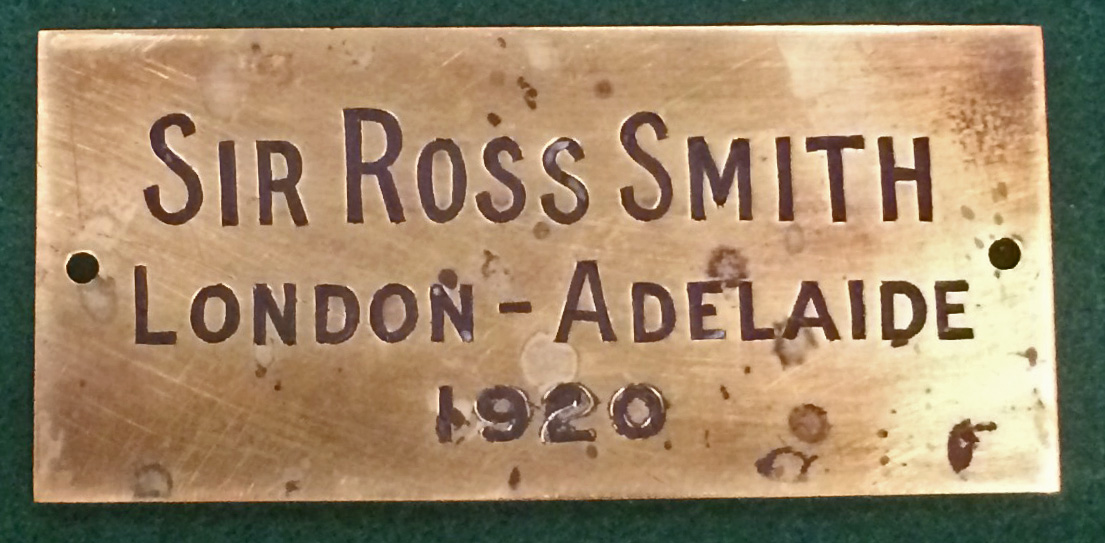 SIR ROSS SMITH
LONDON - ADELAIDE
1920